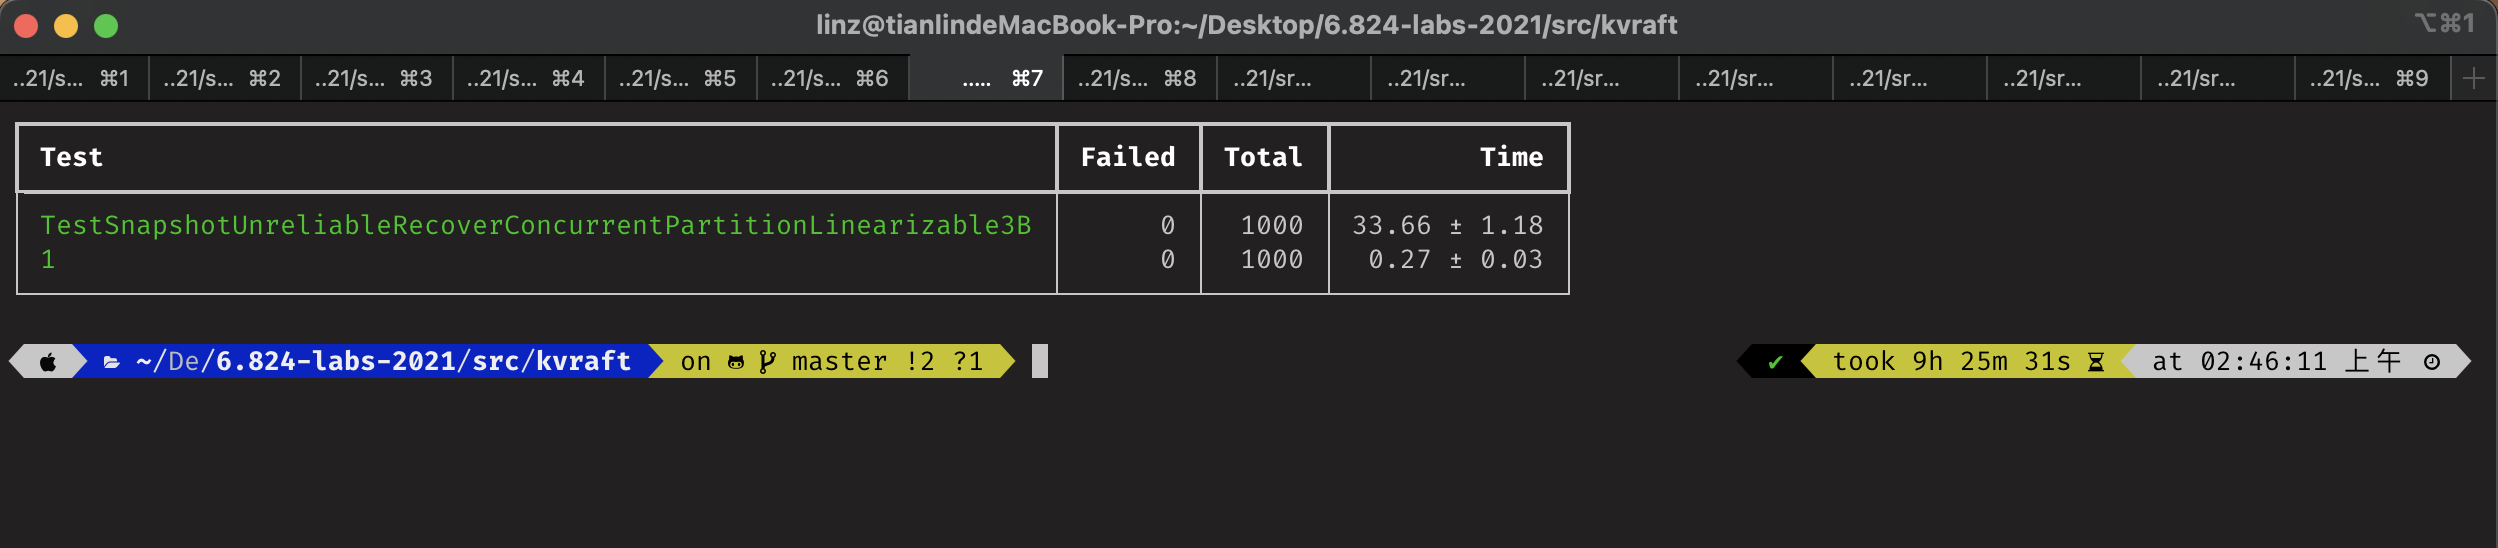 linz@tianlindeMacBook-Pro:~/Desktop/6.824-labs-2021/src/kvraft ⌥⌘1
..21/s... ⌘1 ..21/s... ⌘2 ..21/s... ⌘3 ..21/s... ⌘4 ..21/s... ⌘5 ..21/s... ⌘6 ..... ⌘7 ..21/s... ⌘8 ..21/sr... ..21/sr... ..21/sr... ..21/sr... ..21/sr... ..21/sr... ..21/sr... ..21/s... ⌘9 +
Test Failed Total Time
TestSnapshotUnreliableRecoverConcurrentPartitionLinearizable3B 0 1000 33.66 ± 1.18
1 0 1000 0.27 ± 0.03
~/De/6.824-labs-2021/src/kvraft on master !2 ?1 ✔ took 9h 25m 31s at 02:46:11 上午